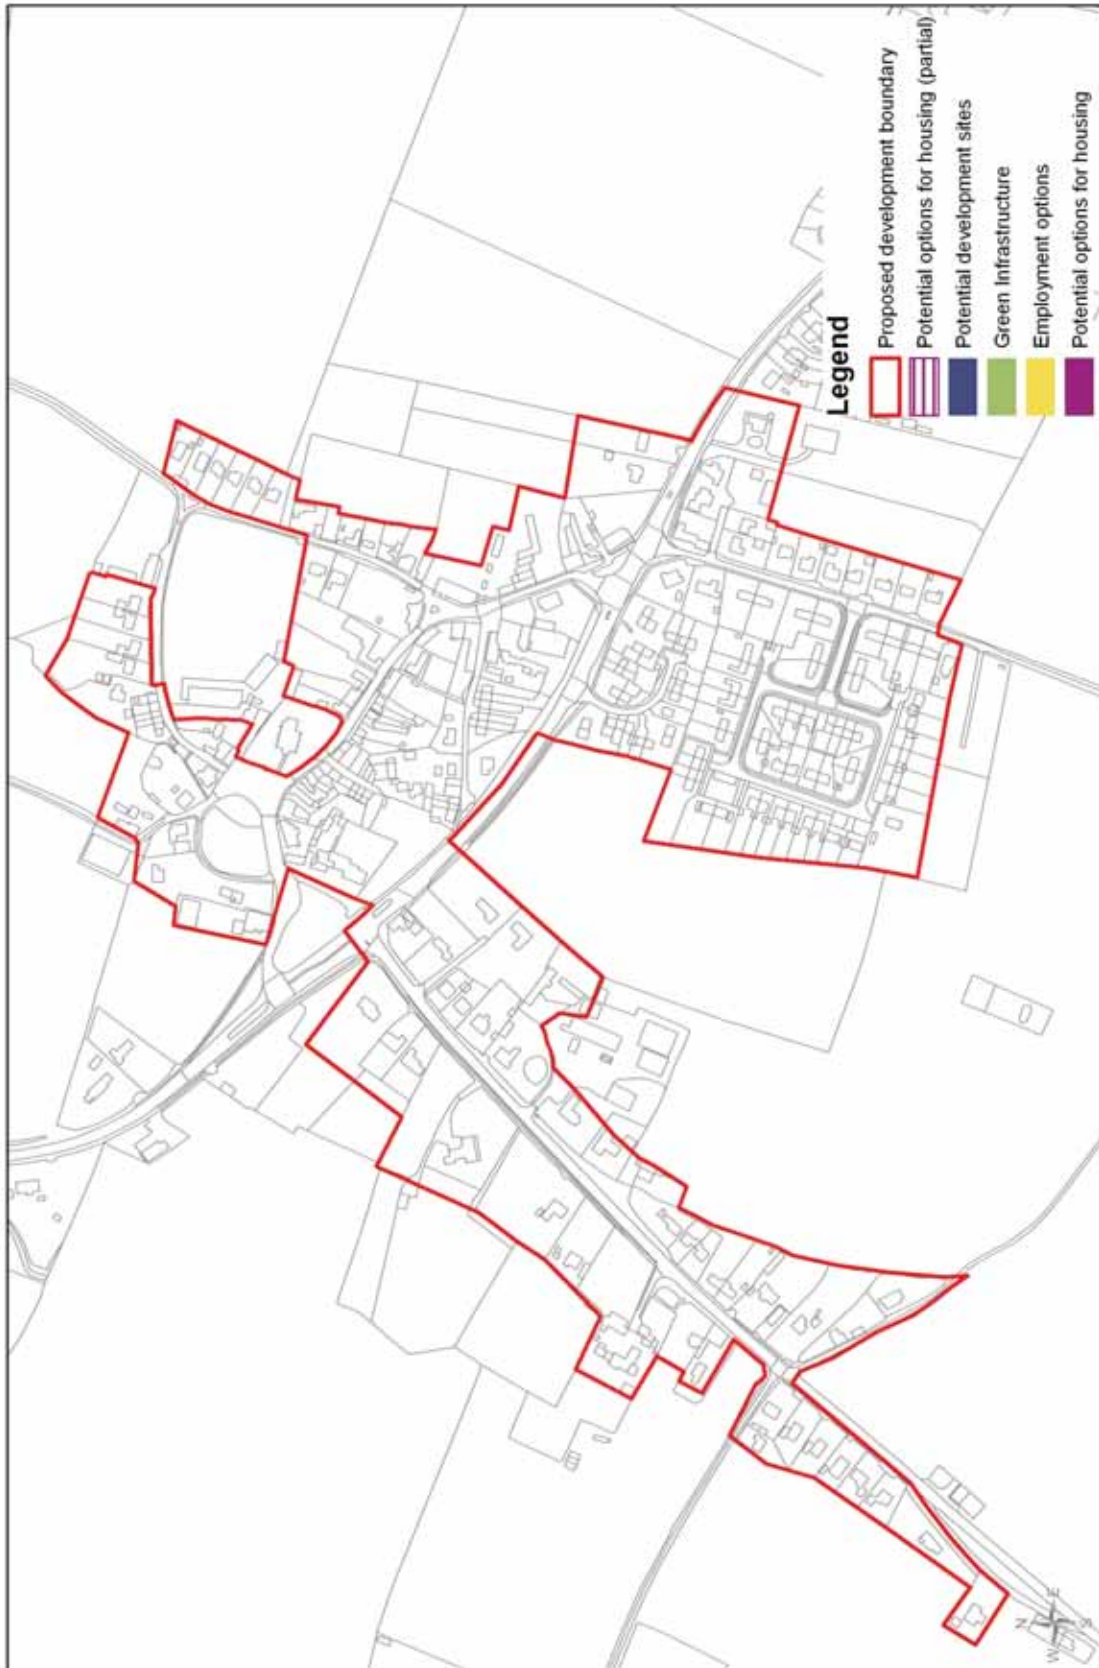 Legend
Proposed development boundary
Potential options for housing (partial)
Potential development sites
Green Infrastructure
Employment options
Potential options for housing
N
W
E
S